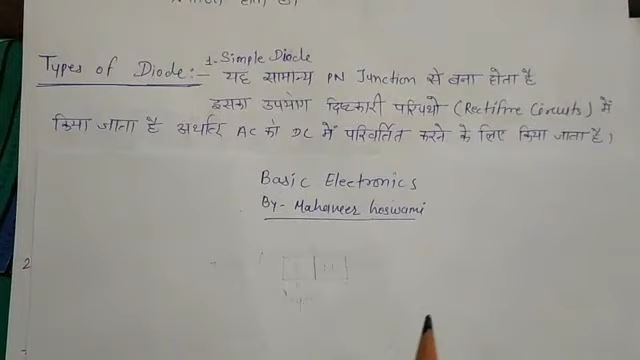 Types of Diode:- 1. Simple Diode
यह सामान्य PN Junction से बना होता है
इसका उपयोग दिष्टकारी परिपथो (Rectifire Circuits) में
किया जाता है अर्थात AC को DC में परिवर्तित करने के लिए किया जाता है।
Basic Electronics
By- Mahaveer Goswami
2